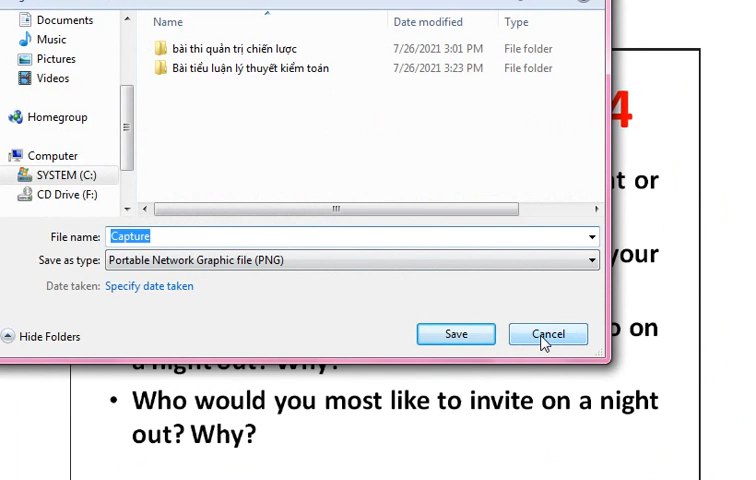 Documents
Music
Pictures
Videos
Homegroup
Computer
SYSTEM (C:)
CD Drive (F:)
Name Date modified Type
bài thi quản trị chiến lược 7/26/2021 3:01 PM File folder
Bài tiểu luận lý thuyết kiểm toán 7/26/2021 3:23 PM File folder
File name: Capture
Save as type: Portable Network Graphic file (PNG)
Date taken: Specify date taken
Hide Folders Save Cancel
4
or
your
on
a night out? Why?
• Who would you most like to invite on a night
out? Why?